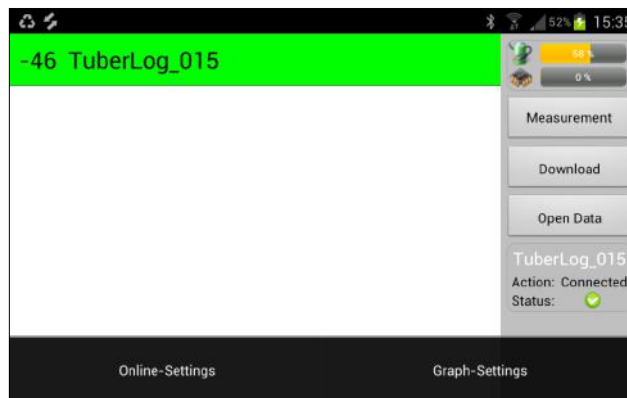 52% 15:35
-46 TuberLog_015
58 %
0 %
Measurement
Download
Open Data
TuberLog_015
Action: Connected
Status:
Online-Settings
Graph-Settings